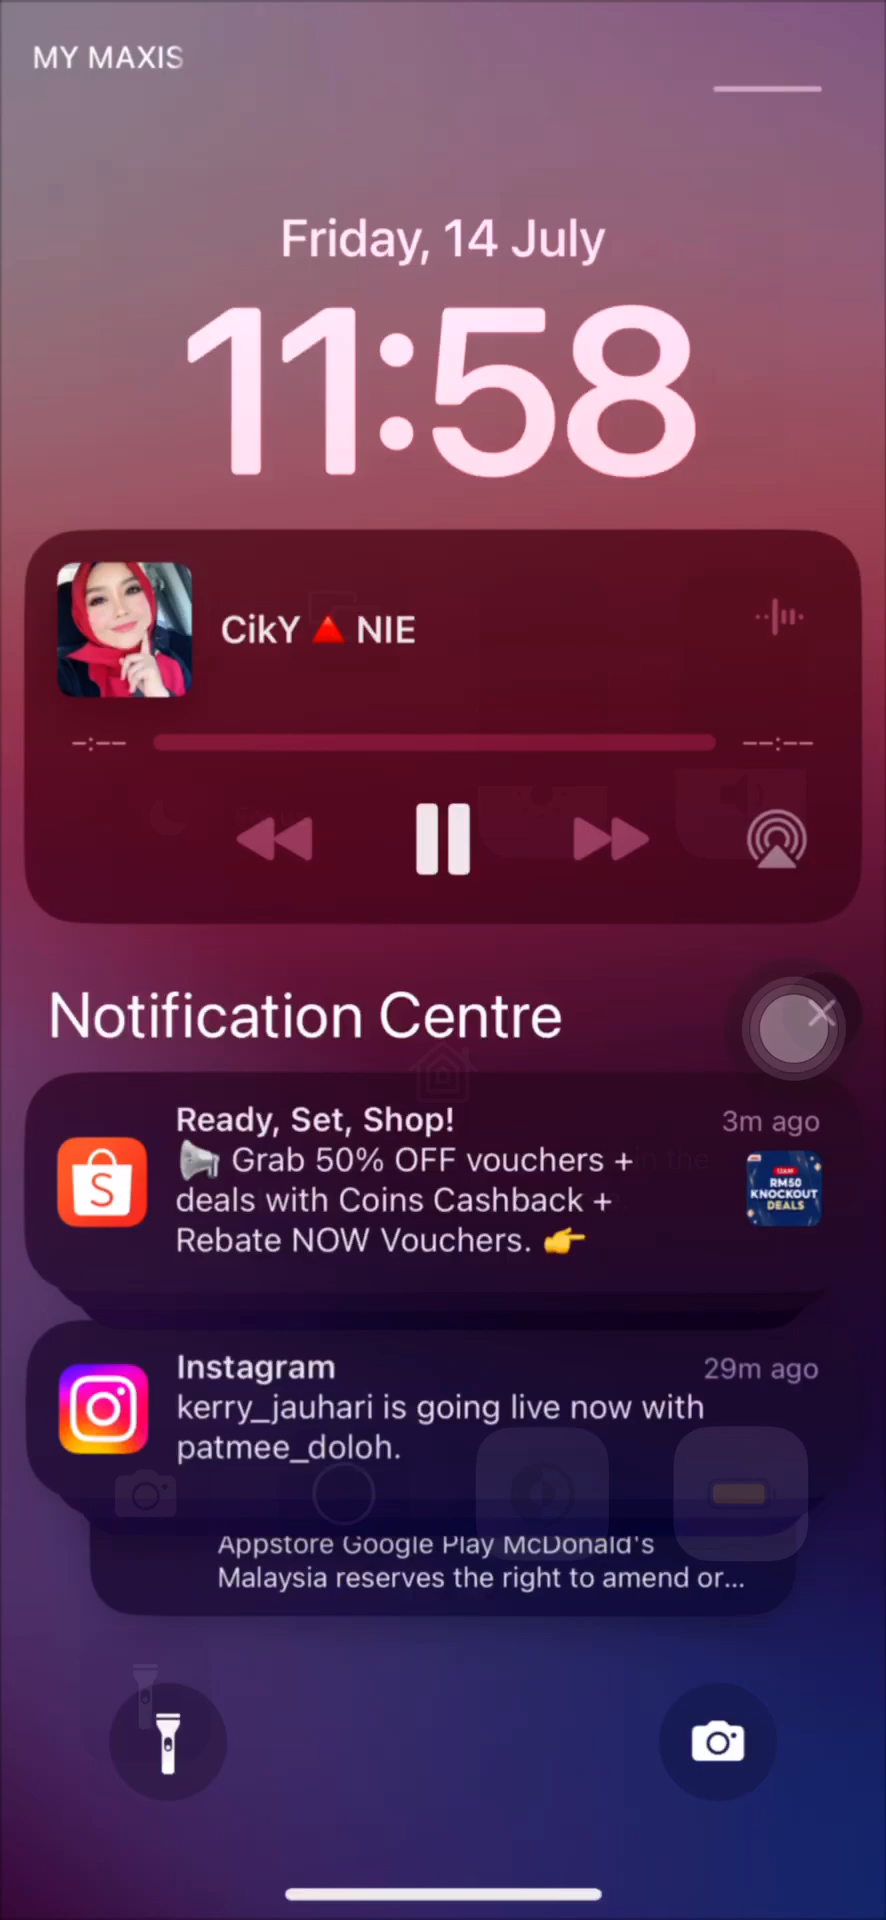 MY MAXIS
Friday, 14 July
11:58
CikY 🔺 NIE
-:-- --:--
Notification Centre
Ready, Set, Shop!
3m ago
📢 Grab 50% OFF vouchers +
deals with Coins Cashback +
Rebate NOW Vouchers. 👉
RM50
KNOCKOUT
DEALS
Instagram
29m ago
kerry_jauhari is going live now with
patmee_doloh.
Appstore Google Play McDonald's
Malaysia reserves the right to amend or...